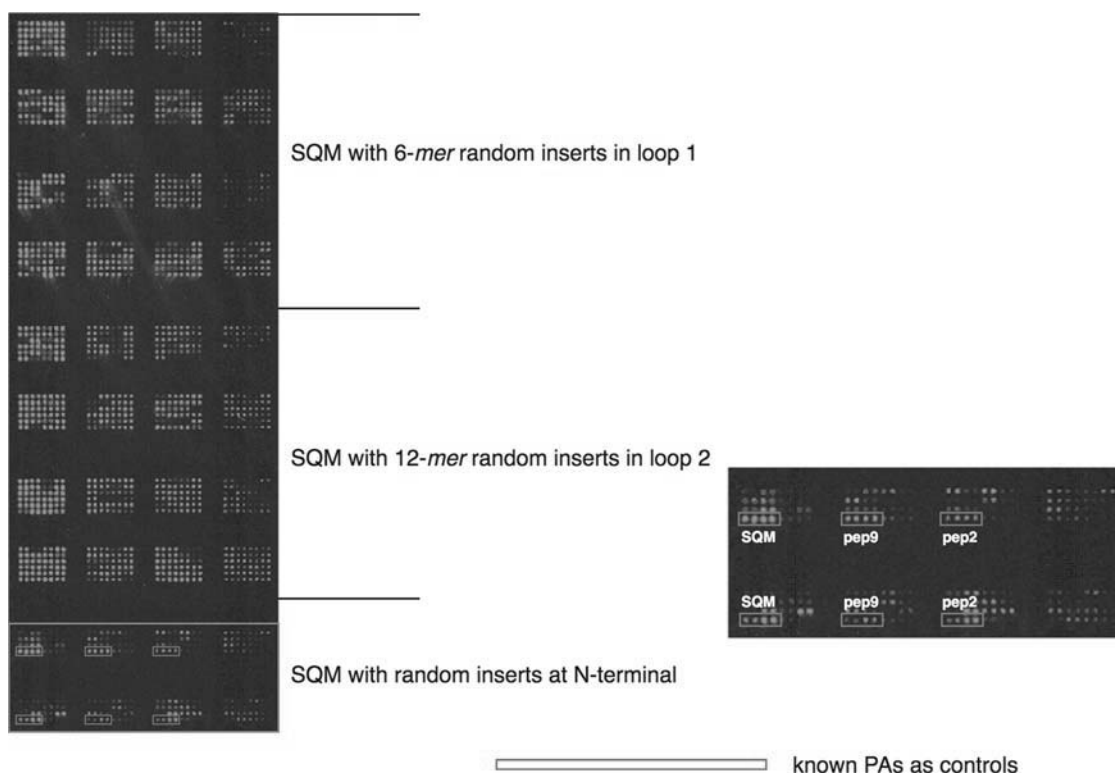 SQM with 6-mer random inserts in loop 1
SQM with 12-mer random inserts in loop 2
SQM pep9 pep2
SQM pep9 pep2
SQM with random inserts at N-terminal
known PAs as controls